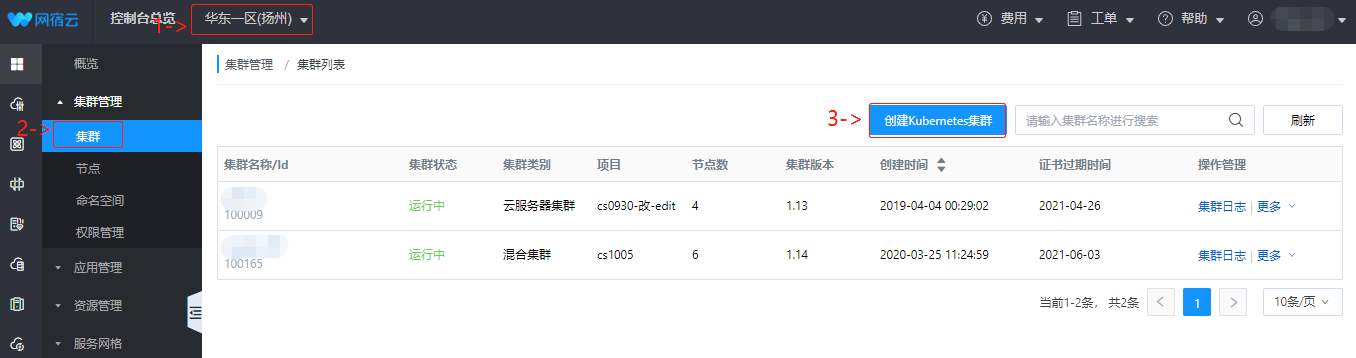 网宿云 控制台总览 1-> 华东一区(扬州) 费用 工单 帮助
概览
集群管理
2-> 集群
节点
命名空间
权限管理
应用管理
资源管理
服务网格
集群管理 / 集群列表
3-> 创建Kubernetes集群 请输入集群名称进行搜索 刷新
集群名称/Id 集群状态 集群类别 项目 节点数 集群版本 创建时间 证书过期时间 操作管理
100009 运行中 云服务器集群 cs0930-改-edit 4 1.13 2019-04-04 00:29:02 2021-04-26 集群日志 | 更多
100165 运行中 混合集群 cs1005 6 1.14 2020-03-25 11:24:59 2021-06-03 集群日志 | 更多
当前1-2条， 共2条 < 1 > 10条/页